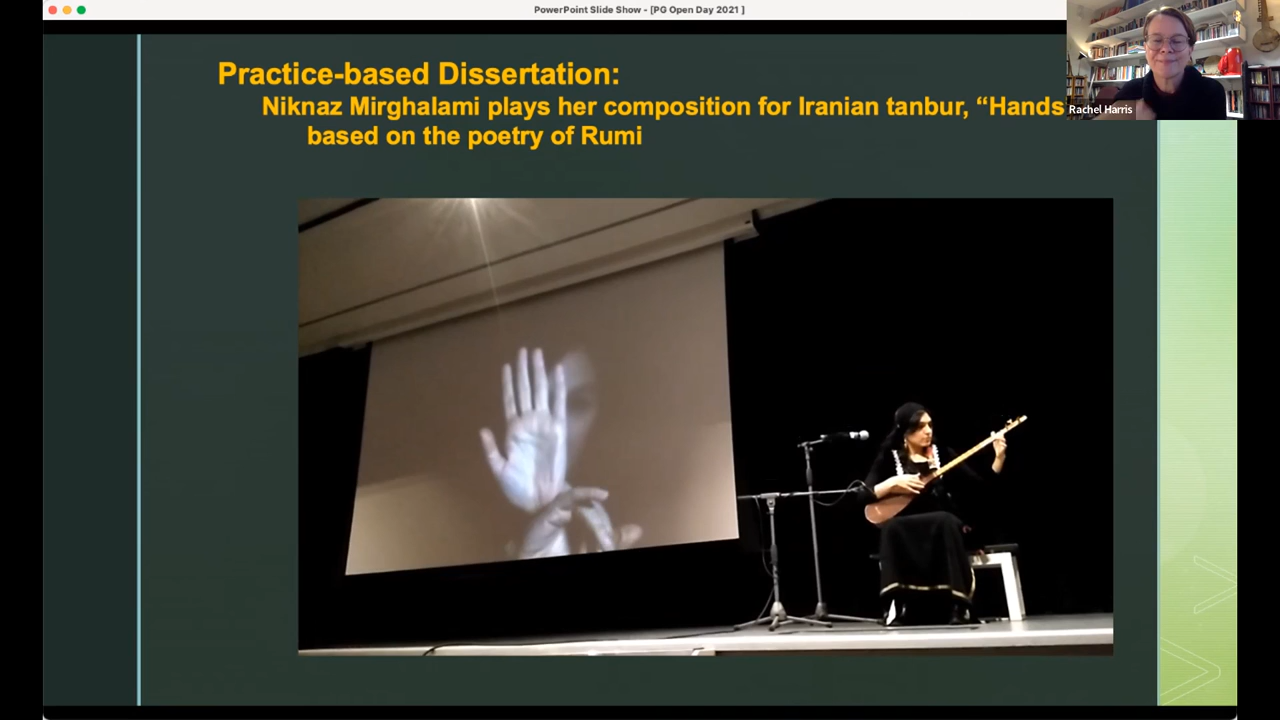 PowerPoint Slide Show - [PG Open Day 2021 ]
Practice-based Dissertation:
Niknaz Mirghalami plays her composition for Iranian tanbur, “Hands
based on the poetry of Rumi
Rachel Harris